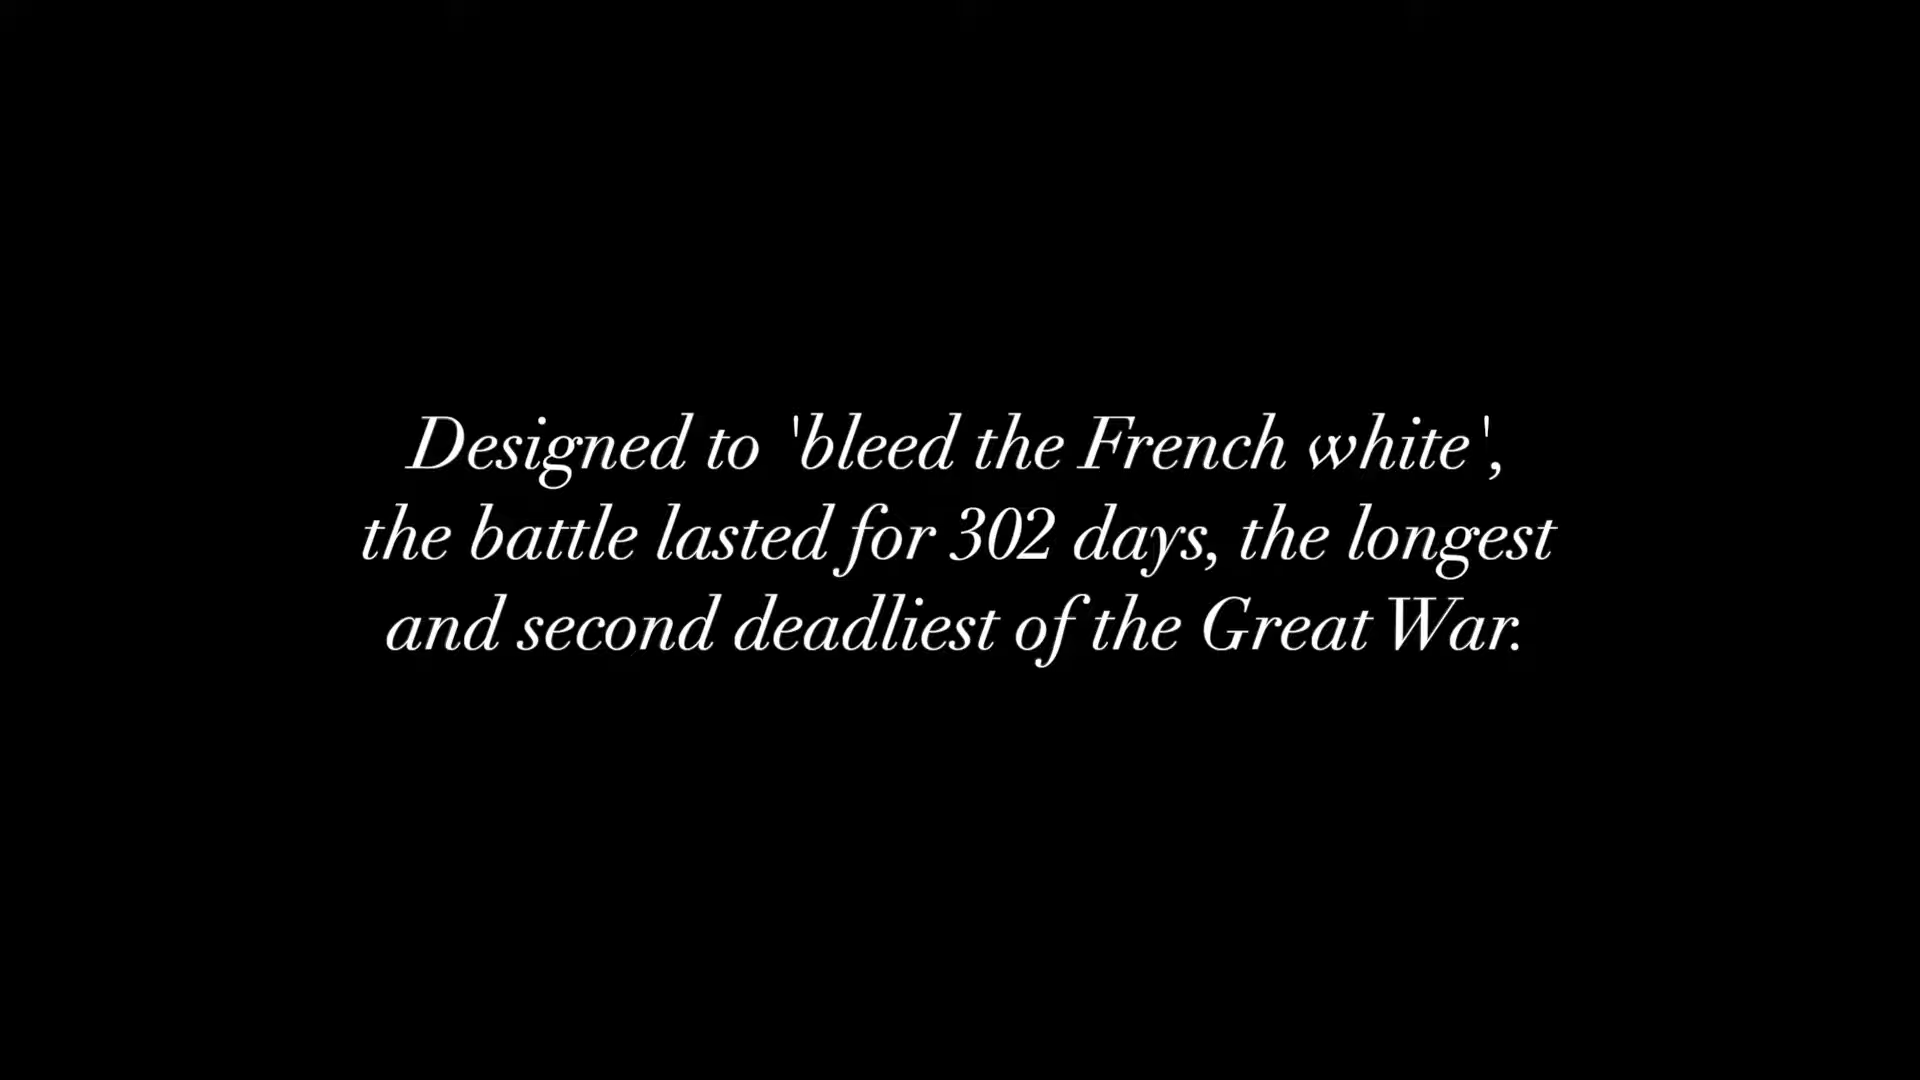 Designed to 'bleed the French white',
the battle lasted for 302 days, the longest
and second deadliest of the Great War.